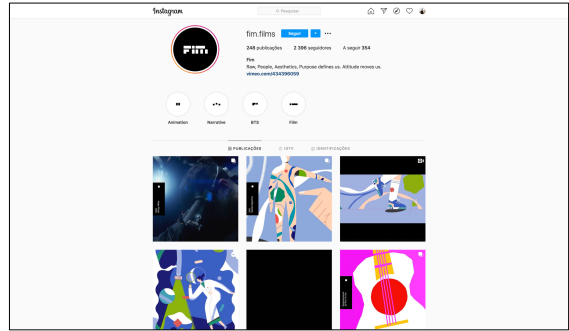 Instagram
Pesquisar
FIM.
fim.films
Seguir
248 publicações 2 396 seguidores A seguir 354
Fim
Raw, People, Aesthetics, Purpose defines us. Attitude moves us.
vimeo.com/434396059
Animation Narrative BTS Film
PUBLICAÇÕES IGTV IDENTIFICAÇÕES